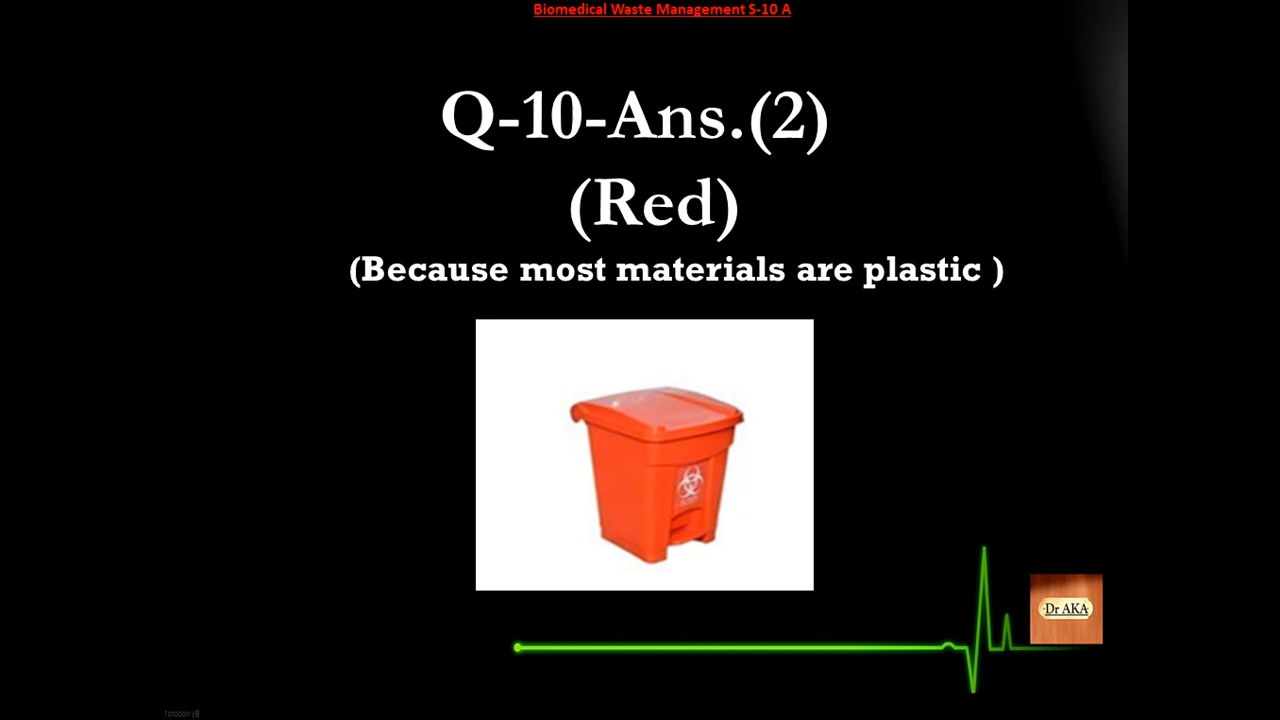 Biomedical Waste Management S-10 A
Q-10-Ans.(2)
(Red)
(Because most materials are plastic )
Dr AKA